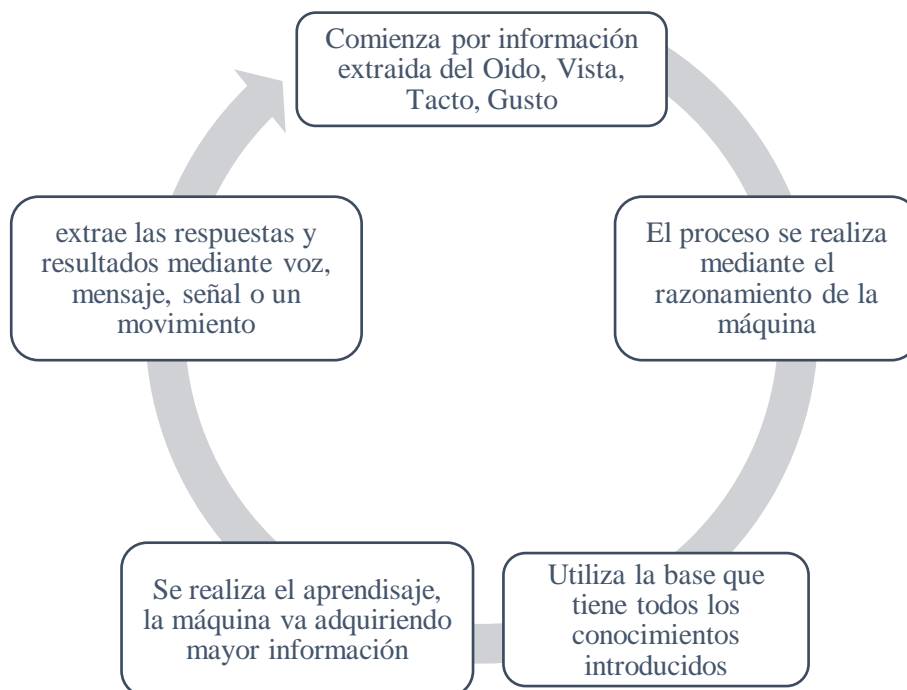 Comienza por información
extraida del Oido, Vista,
Tacto, Gusto
El proceso se realiza
mediante el
razonamiento de la
máquina
Utiliza la base que
tiene todos los
conocimientos
introducidos
Se realiza el aprendisaje,
la máquina va adquiriendo
mayor información
extrae las respuestas y
resultados mediante voz,
mensaje, señal o un
movimiento